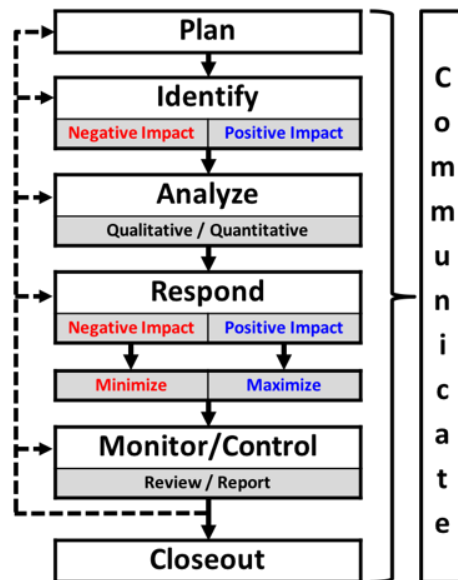 Plan
Identify
Negative Impact Positive Impact
Analyze
Qualitative / Quantitative
Respond
Negative Impact Positive Impact
Minimize Maximize
Monitor/Control
Review / Report
Closeout
Communicate